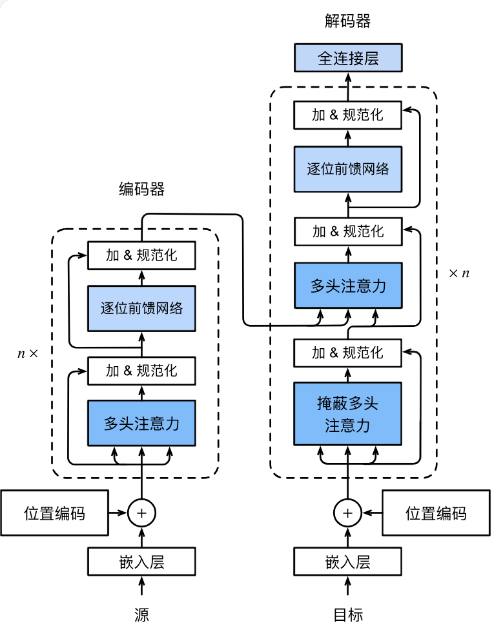 解码器
全连接层
加 & 规范化
逐位前馈网络
加 & 规范化
多头注意力
加 & 规范化
掩蔽多头
注意力
× n
位置编码
+
嵌入层
目标
编码器
加 & 规范化
逐位前馈网络
加 & 规范化
多头注意力
n ×
位置编码
+
嵌入层
源